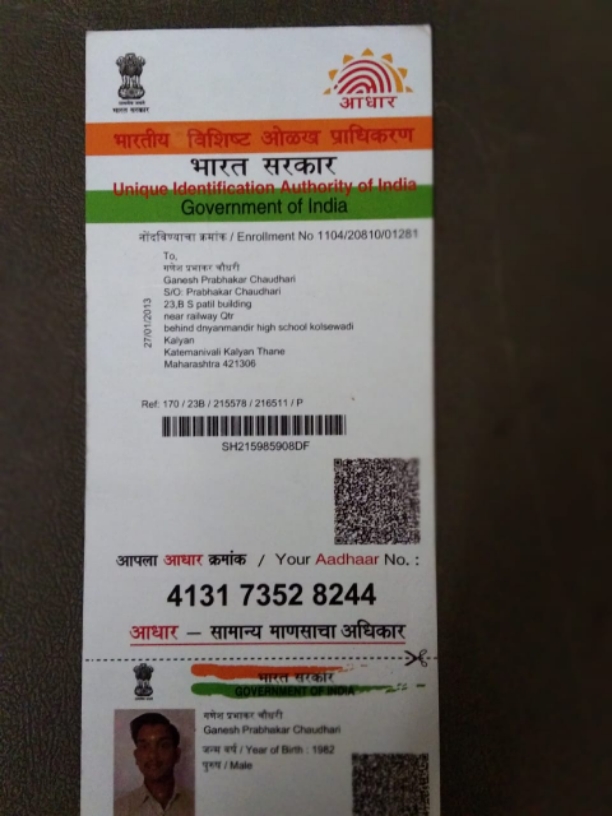 भारत सरकार
आधार
भारतीय विशिष्ट ओळख प्राधिकरण
भारत सरकार
Unique Identification Authority of India
Government of India
नोंदविण्याचा क्रमांक / Enrollment No 1104/20810/01281
To,
गणेश प्रभाकर चौधरी
Ganesh Prabhakar Chaudhari
S/O: Prabhakar Chaudhari
23,B S patil building
near railway Qtr
behind dnyanmandir high school kolsewadi
Kalyan
Katemanivali Kalyan Thane
Maharashtra 421306
27/01/2013
Ref: 170 / 23B / 215578 / 216511 / P
SH215985908DF
आपला आधार क्रमांक / Your Aadhaar No. :
4131 7352 8244
आधार – सामान्य माणसाचा अधिकार
भारत सरकार
GOVERNMENT OF INDIA
गणेश प्रभाकर चौधरी
Ganesh Prabhakar Chaudhari
जन्म वर्ष / Year of Birth : 1982
पुरुष / Male